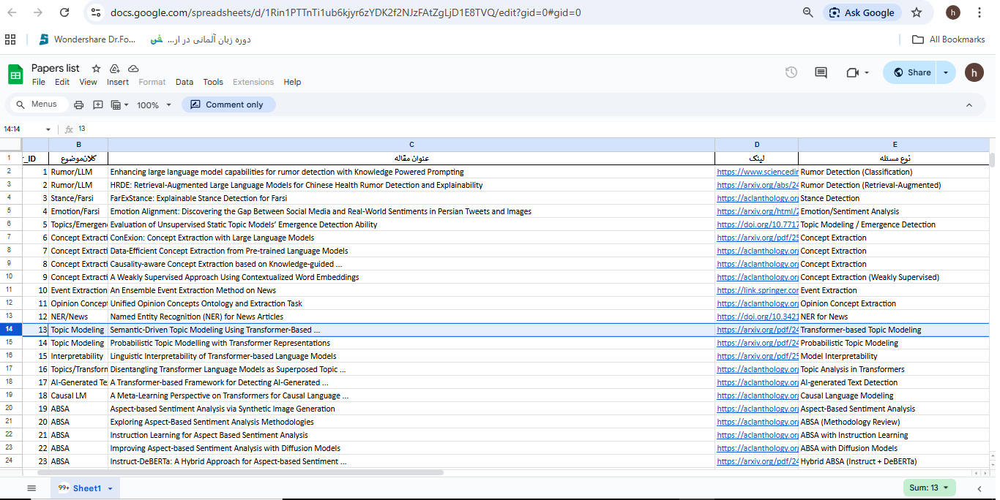 docs.google.com/spreadsheets/d/1Rin1PTTnTi1ub6kjyr6zYDK2f2NJzFAtZgLjD1E8TVQ/edit?gid=0#gid=0 Ask Google h
Wondershare Dr.Fo... دوره زبان آلمانی در ار... All Bookmarks
Papers list
File Edit View Insert Format Data Tools Extensions Help Share h
Menus 100% Comment only
14:14 fx 13
B C D E
1 r_ID کلان‌موضوع عنوان مقاله لینک نوع مسئله
2 1 Rumor/LLM Enhancing large language model capabilities for rumor detection with Knowledge Powered Prompting https://www.sciencedir Rumor Detection (Classification)
3 2 Rumor/LLM HRDE: Retrieval-Augmented Large Language Models for Chinese Health Rumor Detection and Explainability https://arxiv.org/abs/24 Rumor Detection (Retrieval-Augmented)
4 3 Stance/Farsi FarExStance: Explainable Stance Detection for Farsi https://aclanthology.org Stance Detection
5 4 Emotion/Farsi Emotion Alignment: Discovering the Gap Between Social Media and Real-World Sentiments in Persian Tweets and Images https://arxiv.org/html/2 Emotion/Sentiment Analysis
6 5 Topics/Emergen Evaluation of Unsupervised Static Topic Models' Emergence Detection Ability https://doi.org/10.7717 Topic Modeling / Emergence Detection
7 6 Concept Extracti ConExion: Concept Extraction with Large Language Models https://arxiv.org/pdf/25 Concept Extraction
8 7 Concept Extracti Data-Efficient Concept Extraction from Pre-trained Language Models https://aclanthology.org Concept Extraction
9 8 Concept Extracti Causality-aware Concept Extraction based on Knowledge-guided ... https://aclanthology.org Concept Extraction
10 9 Concept Extracti A Weakly Supervised Approach Using Contextualized Word Embeddings https://aclanthology.org Concept Extraction (Weakly Supervised)
11 10 Event Extraction An Ensemble Event Extraction Method on News https://link.springer.cor Event Extraction
12 11 Opinion Concept Unified Opinion Concepts Ontology and Extraction Task https://aclanthology.org Opinion Concept Extraction
13 12 NER/News Named Entity Recognition (NER) for News Articles https://doi.org/10.3421 NER for News
14 13 Topic Modeling Semantic-Driven Topic Modeling Using Transformer-Based ... https://arxiv.org/pdf/24 Transformer-based Topic Modeling
15 14 Topic Modeling Probabilistic Topic Modelling with Transformer Representations https://arxiv.org/pdf/24 Probabilistic Topic Modeling
16 15 Interpretability Linguistic Interpretability of Transformer-based Language Models https://arxiv.org/pdf/25 Model Interpretability
17 16 Topics/Transforn Disentangling Transformer Language Models as Superposed Topic ... https://aclanthology.org Topic Analysis in Transformers
18 17 AI-Generated Te A Transformer-based Framework for Detecting AI-Generated ... https://aclanthology.org AI-generated Text Detection
19 18 Causal LM A Meta-Learning Perspective on Transformers for Causal Language ... https://aclanthology.org Causal Language Modeling
20 19 ABSA Aspect-based Sentiment Analysis via Synthetic Image Generation https://aclanthology.org Aspect-Based Sentiment Analysis
21 20 ABSA Exploring Aspect-Based Sentiment Analysis Methodologies https://aclanthology.org ABSA (Methodology Review)
22 21 ABSA Instruction Learning for Aspect Based Sentiment Analysis https://aclanthology.org ABSA with Instruction Learning
23 22 ABSA Improving Aspect-based Sentiment Analysis with Diffusion Models https://aclanthology.org ABSA with Diffusion Models
24 23 ABSA Instruct-DeBERTa: A Hybrid Approach for Aspect-based Sentiment ... https://arxiv.org/pdf/24 Hybrid ABSA (Instruct + DeBERTa)
99+ Sheet1 Sum: 13